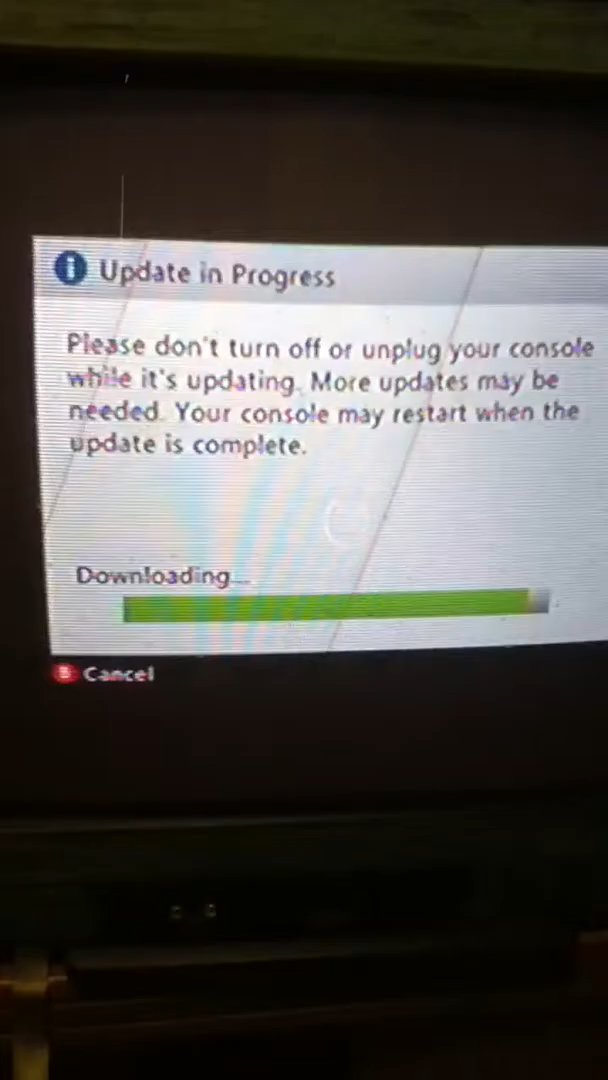 Update in Progress
Please don't turn off or unplug your console
while it's updating. More updates may be
needed. Your console may restart when the
update is complete.
Downloading...
B Cancel